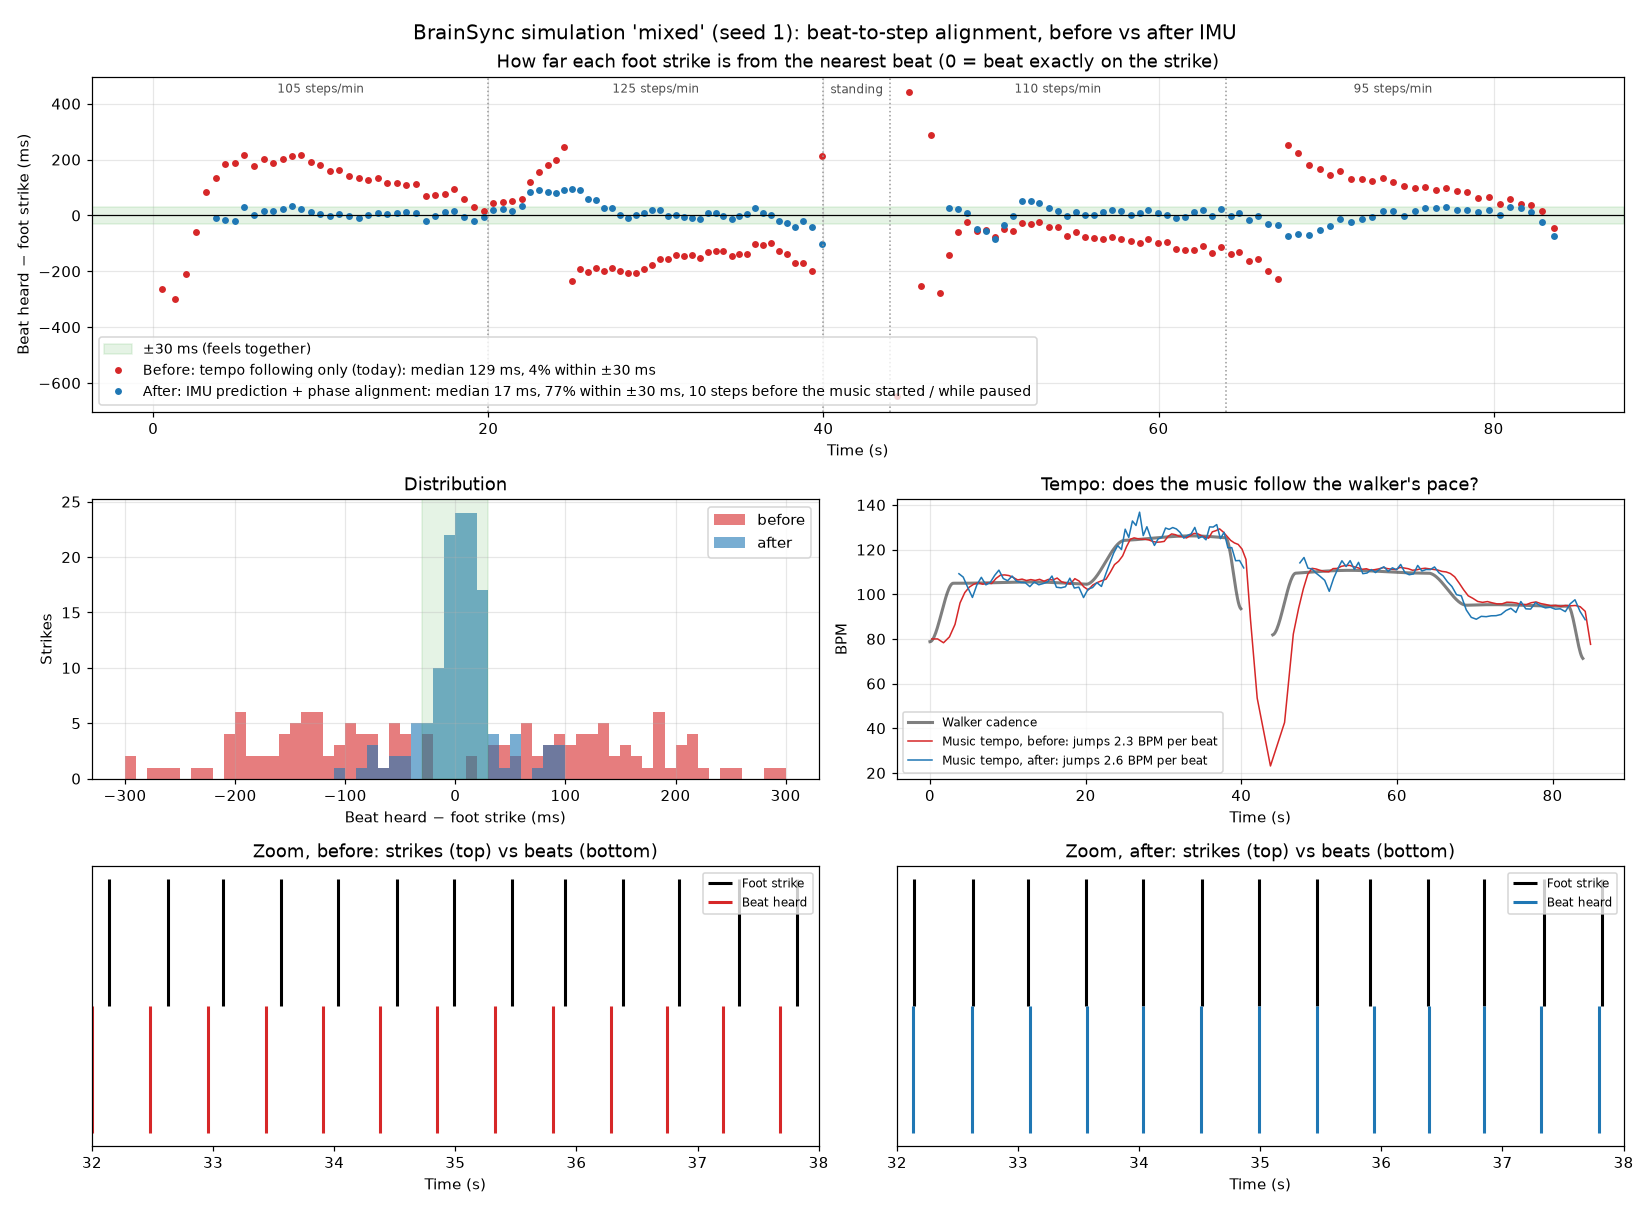 BrainSync simulation 'mixed' (seed 1): beat-to-step alignment, before vs after IMU
How far each foot strike is from the nearest beat (0 = beat exactly on the strike)
105 steps/min
125 steps/min
standing
110 steps/min
95 steps/min
400
200
0
−200
−400
−600
Beat heard − foot strike (ms)
±30 ms (feels together)
Before: tempo following only (today): median 129 ms, 4% within ±30 ms
After: IMU prediction + phase alignment: median 17 ms, 77% within ±30 ms, 10 steps before the music started / while paused
0
20
40
60
80
Time (s)
Distribution
25
20
15
10
5
0
Strikes
before
after
−300
−200
−100
0
100
200
300
Beat heard − foot strike (ms)
Tempo: does the music follow the walker's pace?
140
120
100
80
60
40
20
BPM
Walker cadence
Music tempo, before: jumps 2.3 BPM per beat
Music tempo, after: jumps 2.6 BPM per beat
0
20
40
60
80
Time (s)
Zoom, before: strikes (top) vs beats (bottom)
Foot strike
Beat heard
32
33
34
35
36
37
38
Time (s)
Zoom, after: strikes (top) vs beats (bottom)
Foot strike
Beat heard
32
33
34
35
36
37
38
Time (s)